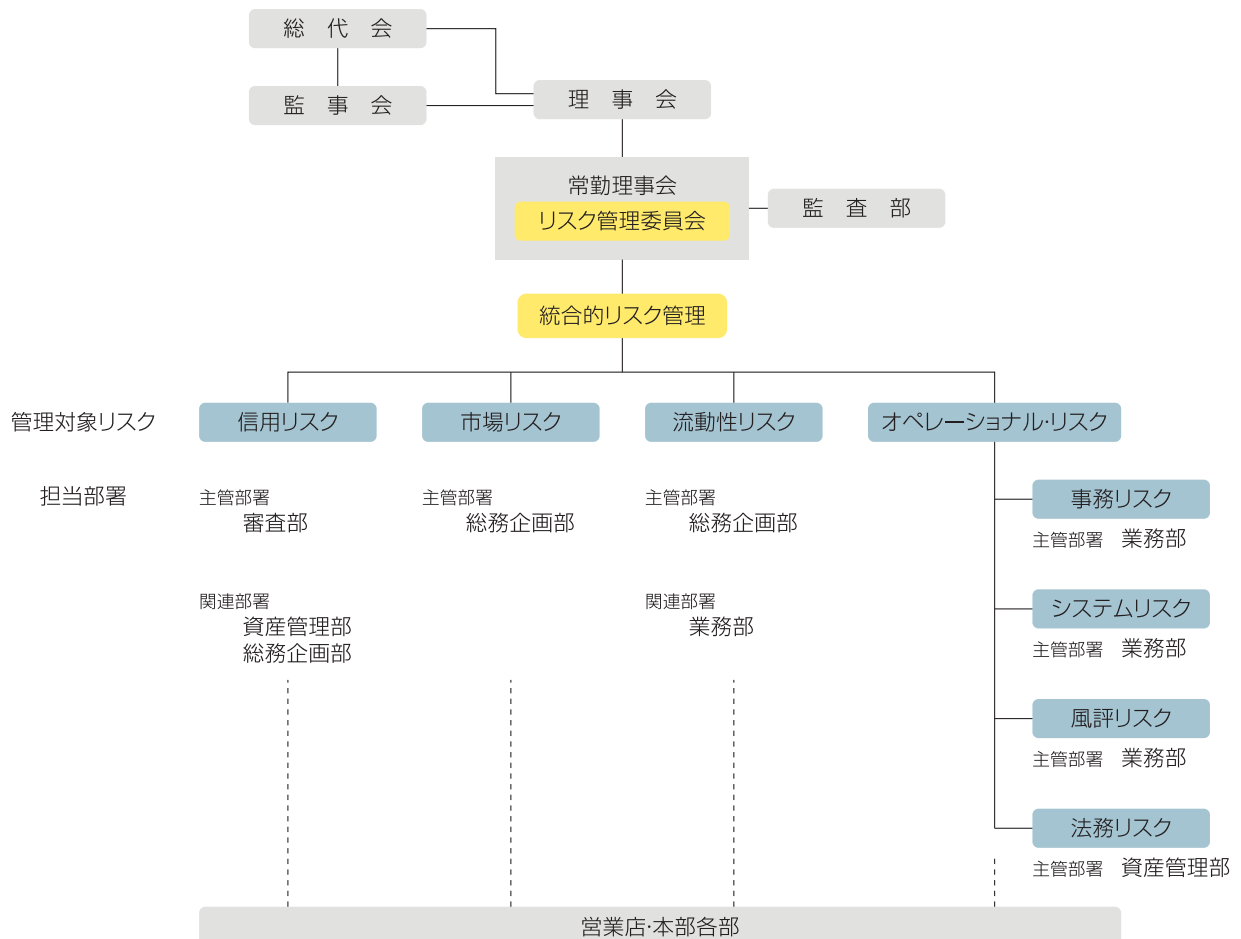 総代会
監事会
理事会
常勤理事会
リスク管理委員会
監査部
統合的リスク管理
管理対象リスク
信用リスク
市場リスク
流動性リスク
オペレーショナル・リスク
担当部署
主管部署
審査部
関連部署
資産管理部
総務企画部
主管部署
総務企画部
主管部署
総務企画部
関連部署
業務部
事務リスク
主管部署 業務部
システムリスク
主管部署 業務部
風評リスク
主管部署 業務部
法務リスク
主管部署 資産管理部
営業店・本部各部